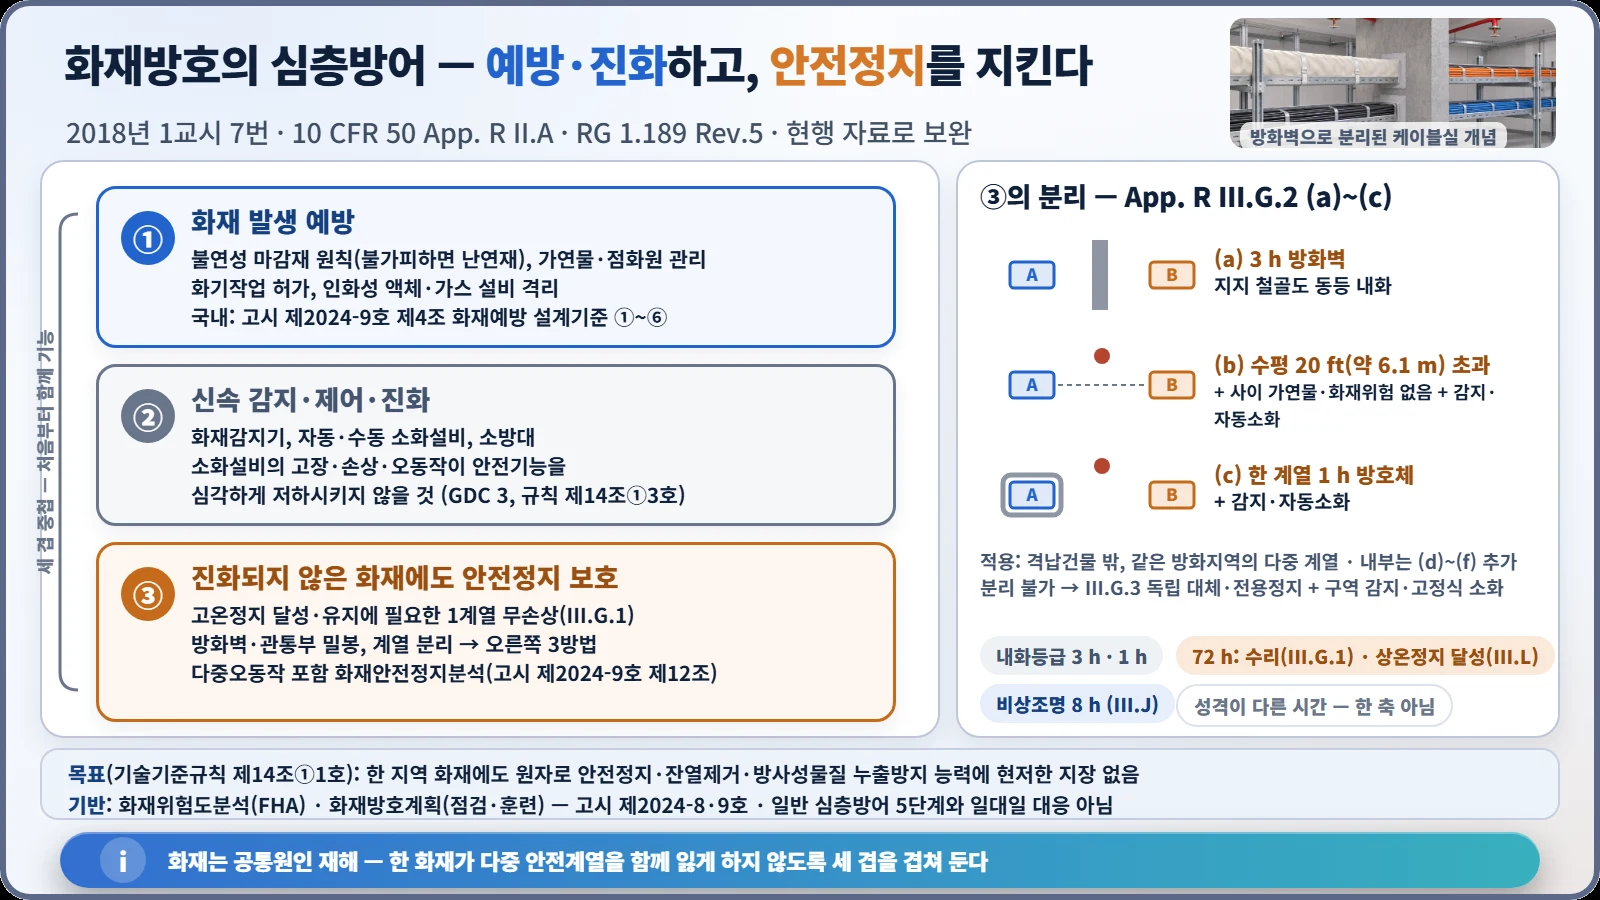 화재방호의 심층방어 — 예방·진화하고, 안전정지를 지킨다
2018년 1교시 7번 · 10 CFR 50 App. R II.A · RG 1.189 Rev.5 · 현행 자료로 보완
방화벽으로 분리된 케이블실 개념
세 겹 중첩 — 처음부터 함께 기능
①
화재 발생 예방
불연성 마감재 원칙(불가피하면 난연재), 가연물·점화원 관리
화기작업 허가, 인화성 액체·가스 설비 격리
국내: 고시 제2024-9호 제4조 화재예방 설계기준 ①~⑥
②
신속 감지·제어·진화
화재감지기, 자동·수동 소화설비, 소방대
소화설비의 고장·손상·오동작이 안전기능을
심각하게 저하시키지 않을 것 (GDC 3, 규칙 제14조①3호)
③
진화되지 않은 화재에도 안전정지 보호
고온정지 달성·유지에 필요한 1계열 무손상(III.G.1)
방화벽·관통부 밀봉, 계열 분리 → 오른쪽 3방법
다중오동작 포함 화재안전정지분석(고시 제2024-9호 제12조)
③의 분리 — App. R III.G.2 (a)~(c)
A
B
(a) 3 h 방화벽
지지 철골도 동등 내화
A
B
(b) 수평 20 ft(약 6.1 m) 초과
+ 사이 가연물·화재위험 없음 + 감지·
자동소화
A
B
(c) 한 계열 1 h 방호체
+ 감지·자동소화
적용: 격납건물 밖, 같은 방화지역의 다중 계열 · 내부는 (d)~(f) 추가
분리 불가 → III.G.3 독립 대체·전용정지 + 구역 감지·고정식 소화
내화등급 3 h · 1 h
72 h: 수리(III.G.1) · 상온정지 달성(III.L)
비상조명 8 h (III.J)
성격이 다른 시간 — 한 축 아님
목표(기술기준규칙 제14조①1호): 한 지역 화재에도 원자로 안전정지·잔열제거·방사성물질 누출방지 능력에 현저한 지장 없음
기반: 화재위험도분석(FHA) · 화재방호계획(점검·훈련) — 고시 제2024-8·9호 · 일반 심층방어 5단계와 일대일 대응 아님
i
화재는 공통원인 재해 — 한 화재가 다중 안전계열을 함께 잃게 하지 않도록 세 겹을 겹쳐 둔다